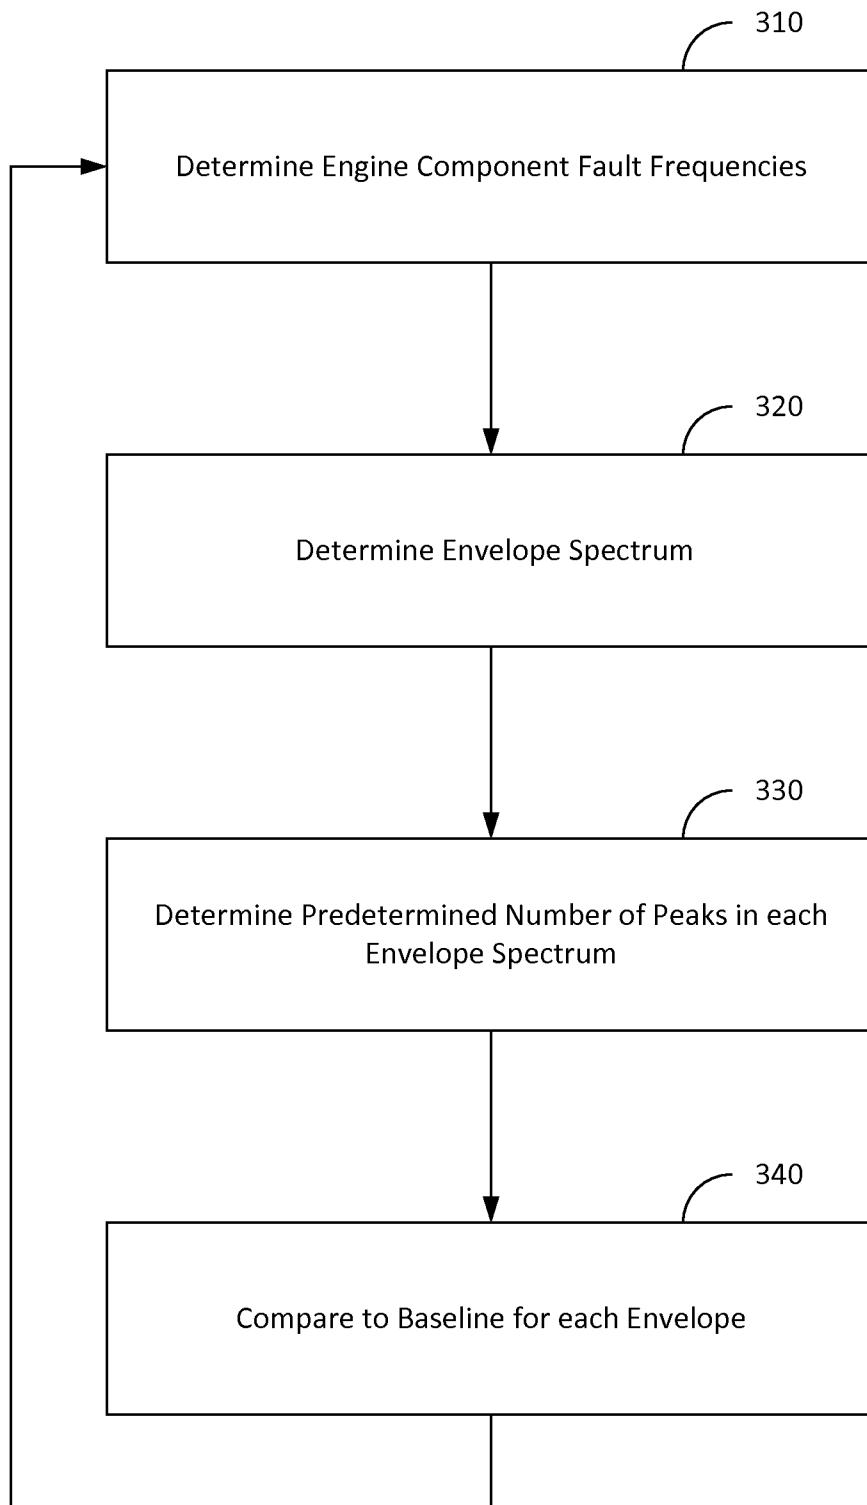 310
Determine Engine Component Fault Frequencies
320
Determine Envelope Spectrum
330
Determine Predetermined Number of Peaks in each
Envelope Spectrum
340
Compare to Baseline for each Envelope